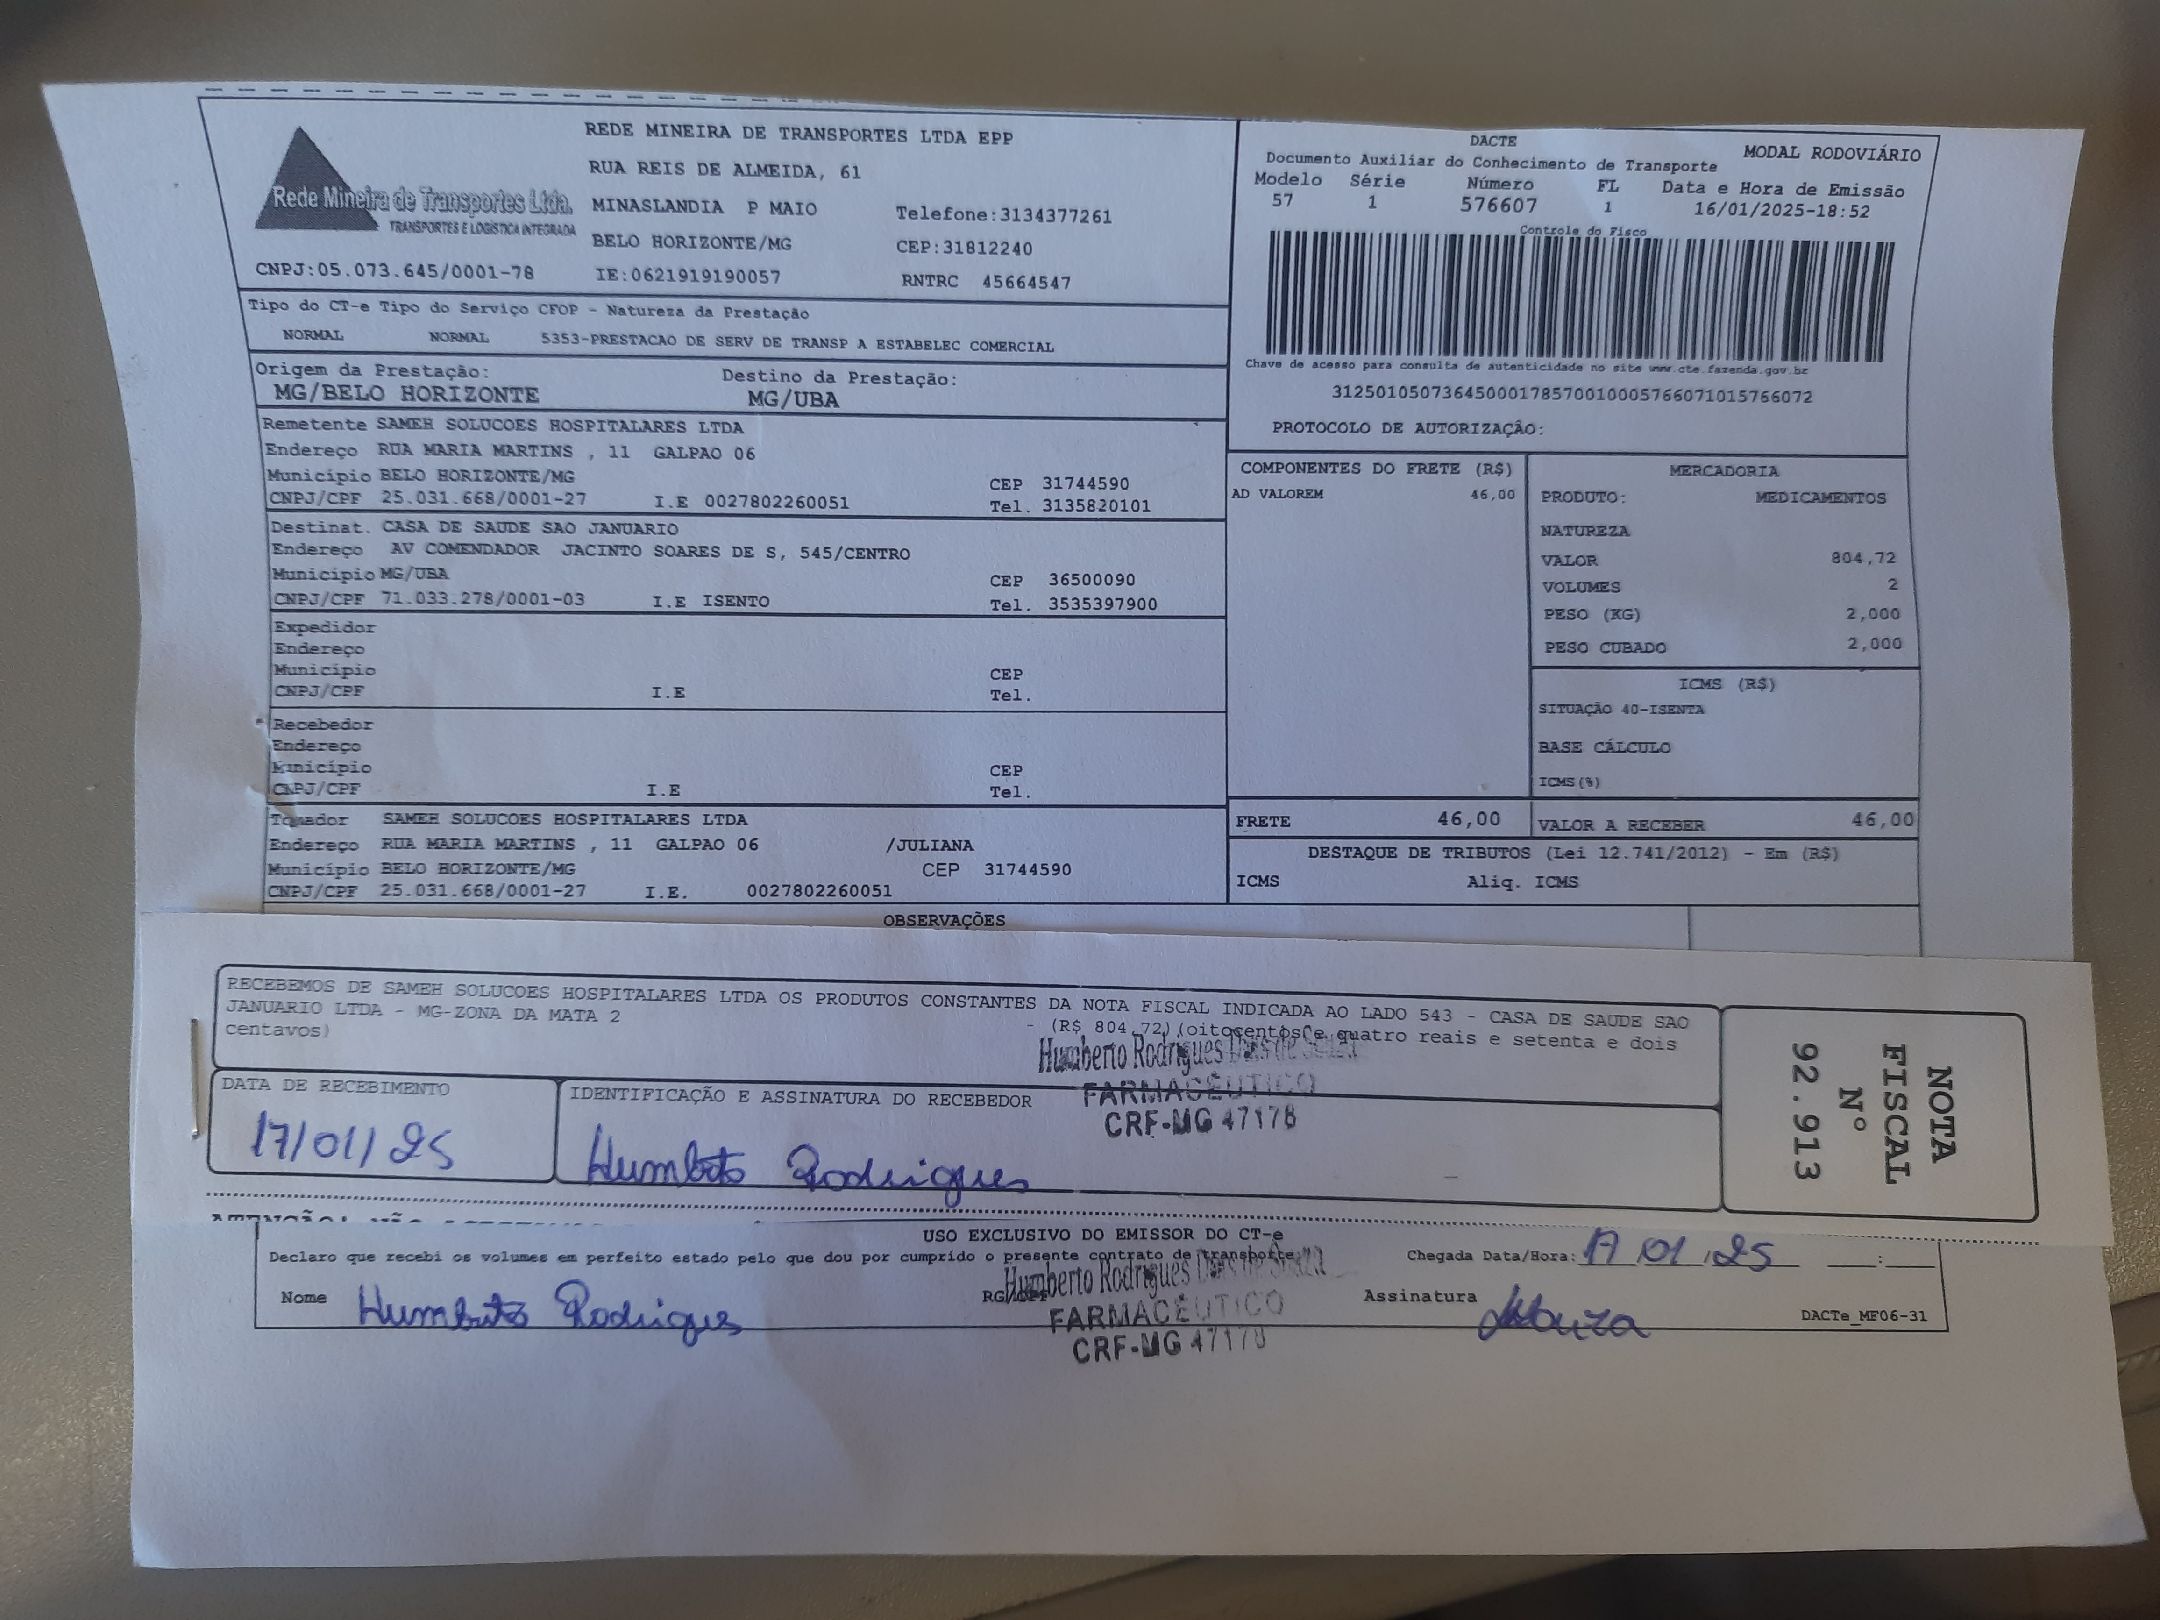 Rede Mineira de Transportes Ltda.
TRANSPORTES E LOGÍSTICA INTEGRADA
REDE MINEIRA DE TRANSPORTES LTDA EPP
RUA REIS DE ALMEIDA, 61
MINASLANDIA P MAIO Telefone:3134377261
BELO HORIZONTE/MG CEP:31812240
CNPJ:05.073.645/0001-78 IE:0621919190057 RNTRC 45664547
DACTE
MODAL RODOVIÁRIO
Documento Auxiliar do Conhecimento de Transporte
Modelo Série Número FL Data e Hora de Emissão
57 1 576607 1 16/01/2025-18:52
Controle do Fisco
Chave de acesso para consulta de autenticidade no site www.cte.fazenda.gov.br
31250105073645000178570010005766071015766072
PROTOCOLO DE AUTORIZAÇÃO:
Tipo do CT-e Tipo do Serviço CFOP - Natureza da Prestação
NORMAL NORMAL 5353-PRESTACAO DE SERV DE TRANSP A ESTABELEC COMERCIAL
Origem da Prestação: Destino da Prestação:
MG/BELO HORIZONTE MG/UBA
Remetente SAMEH SOLUCOES HOSPITALARES LTDA
Endereço RUA MARIA MARTINS , 11 GALPAO 06
Município BELO HORIZONTE/MG CEP 31744590
CNPJ/CPF 25.031.668/0001-27 I.E 0027802260051 Tel. 3135820101
Destinat. CASA DE SAUDE SAO JANUARIO
Endereço AV COMENDADOR JACINTO SOARES DE S, 545/CENTRO
Município MG/UBA CEP 36500090
CNPJ/CPF 71.033.278/0001-03 I.E ISENTO Tel. 3535397900
Expedidor
Endereço
Município CEP
CNPJ/CPF I.E Tel.
Recebedor
Endereço
Município CEP
CNPJ/CPF I.E Tel.
Tomador SAMEH SOLUCOES HOSPITALARES LTDA
Endereço RUA MARIA MARTINS , 11 GALPAO 06 /JULIANA
Município BELO HORIZONTE/MG CEP 31744590
CNPJ/CPF 25.031.668/0001-27 I.E. 0027802260051
COMPONENTES DO FRETE (R$)
AD VALOREM 46,00
MERCADORIA
PRODUTO: MEDICAMENTOS
NATUREZA
VALOR 804,72
VOLUMES 2
PESO (KG) 2,000
PESO CUBADO 2,000
ICMS (R$)
SITUAÇÃO 40-ISENTA
BASE CÁLCULO
ICMS(%)
FRETE 46,00 VALOR A RECEBER 46,00
DESTAQUE DE TRIBUTOS (Lei 12.741/2012) - Em (R$)
ICMS Aliq. ICMS
OBSERVAÇÕES
RECEBEMOS DE SAMEH SOLUCOES HOSPITALARES LTDA OS PRODUTOS CONSTANTES DA NOTA FISCAL INDICADA AO LADO 543 - CASA DE SAUDE SAO
JANUARIO LTDA - MG-ZONA DA MATA 2 - (R$ 804,72)(oitocentos e quatro reais e setenta e dois
centavos)
Humberto Rodrigues Dias de Souza
FARMACÊUTICO
CRF-MG 47178
DATA DE RECEBIMENTO IDENTIFICAÇÃO E ASSINATURA DO RECEBEDOR
17/01/25 Humberto Rodrigues
NOTA
FISCAL
Nº
92.913
USO EXCLUSIVO DO EMISSOR DO CT-e
Declaro que recebi os volumes em perfeito estado pelo que dou por cumprido o presente contrato de transporte. Chegada Data/Hora: 17/01/25 :
Nome Humberto Rodrigues RG/CPF Assinatura Souza
Humberto Rodrigues Dias de Souza
FARMACÊUTICO
CRF-MG 47178
DACTe_MF06-31